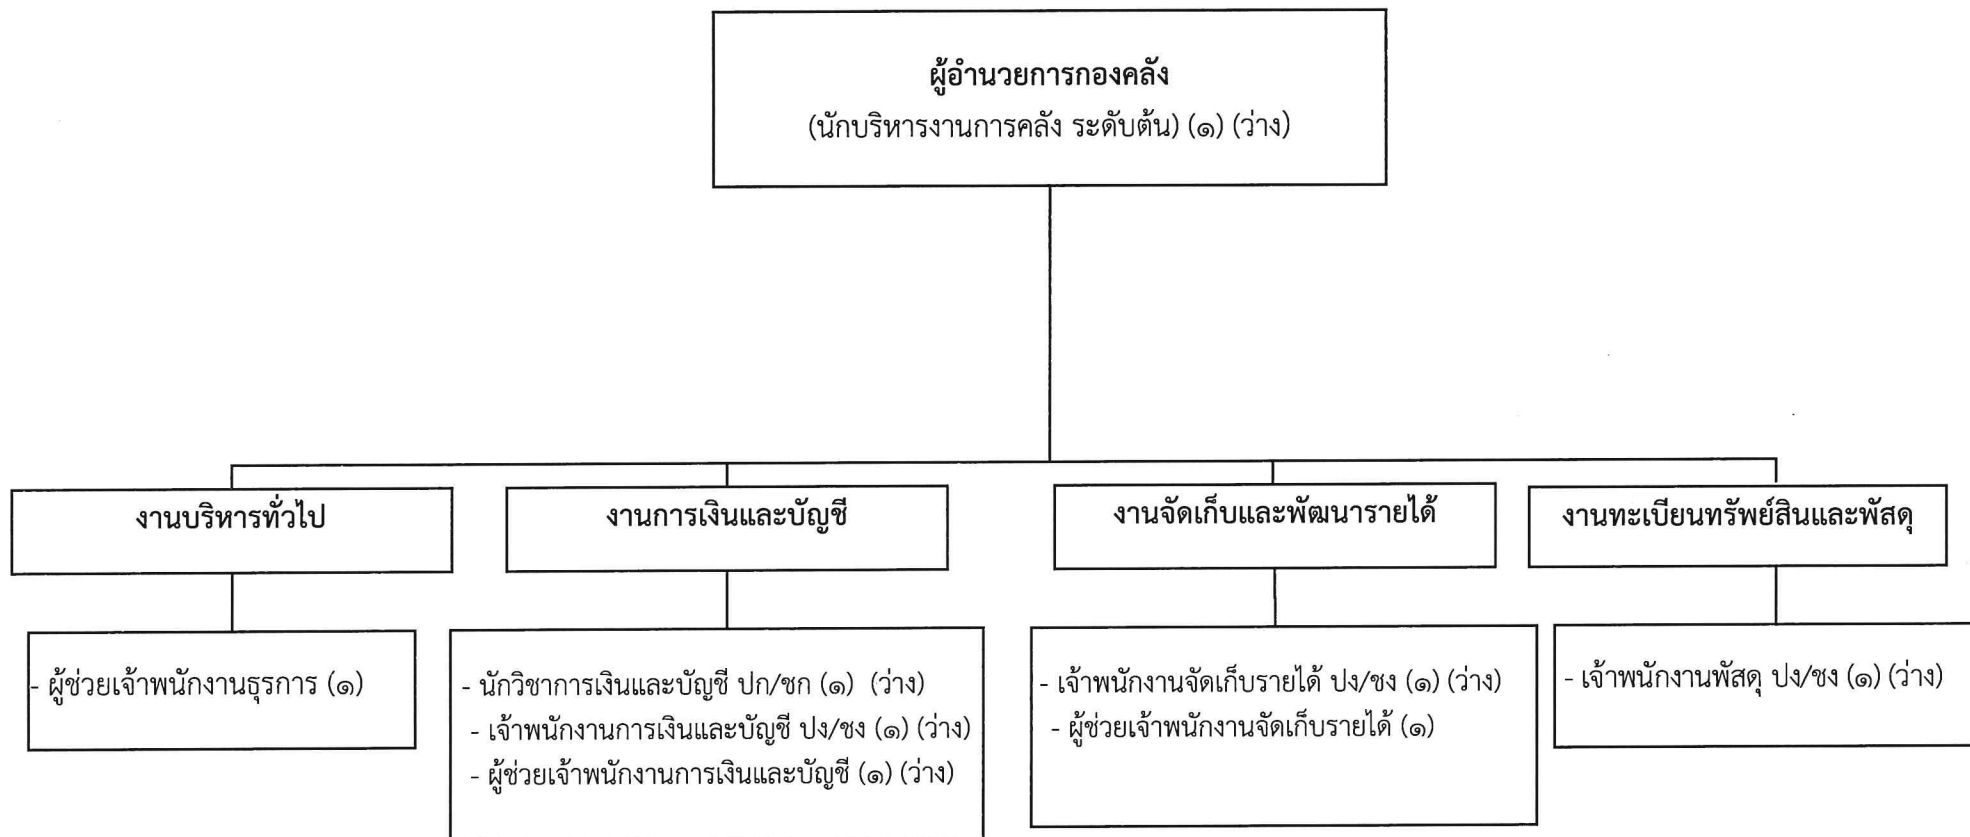 ผู้อำนวยการกองคลัง
(นักบริหารงานการคลัง ระดับต้น) (๑) (ว่าง)
งานบริหารทั่วไป
- ผู้ช่วยเจ้าพนักงานธุรการ (๑)
งานการเงินและบัญชี
- นักวิชาการเงินและบัญชี ปก/ชก (๑) (ว่าง)
- เจ้าพนักงานการเงินและบัญชี ปง/ชง (๑) (ว่าง)
- ผู้ช่วยเจ้าพนักงานการเงินและบัญชี (๑) (ว่าง)
งานจัดเก็บและพัฒนารายได้
- เจ้าพนักงานจัดเก็บรายได้ ปง/ชง (๑) (ว่าง)
- ผู้ช่วยเจ้าพนักงานจัดเก็บรายได้ (๑)
งานทะเบียนทรัพย์สินและพัสดุ
- เจ้าพนักงานพัสดุ ปง/ชง (๑) (ว่าง)